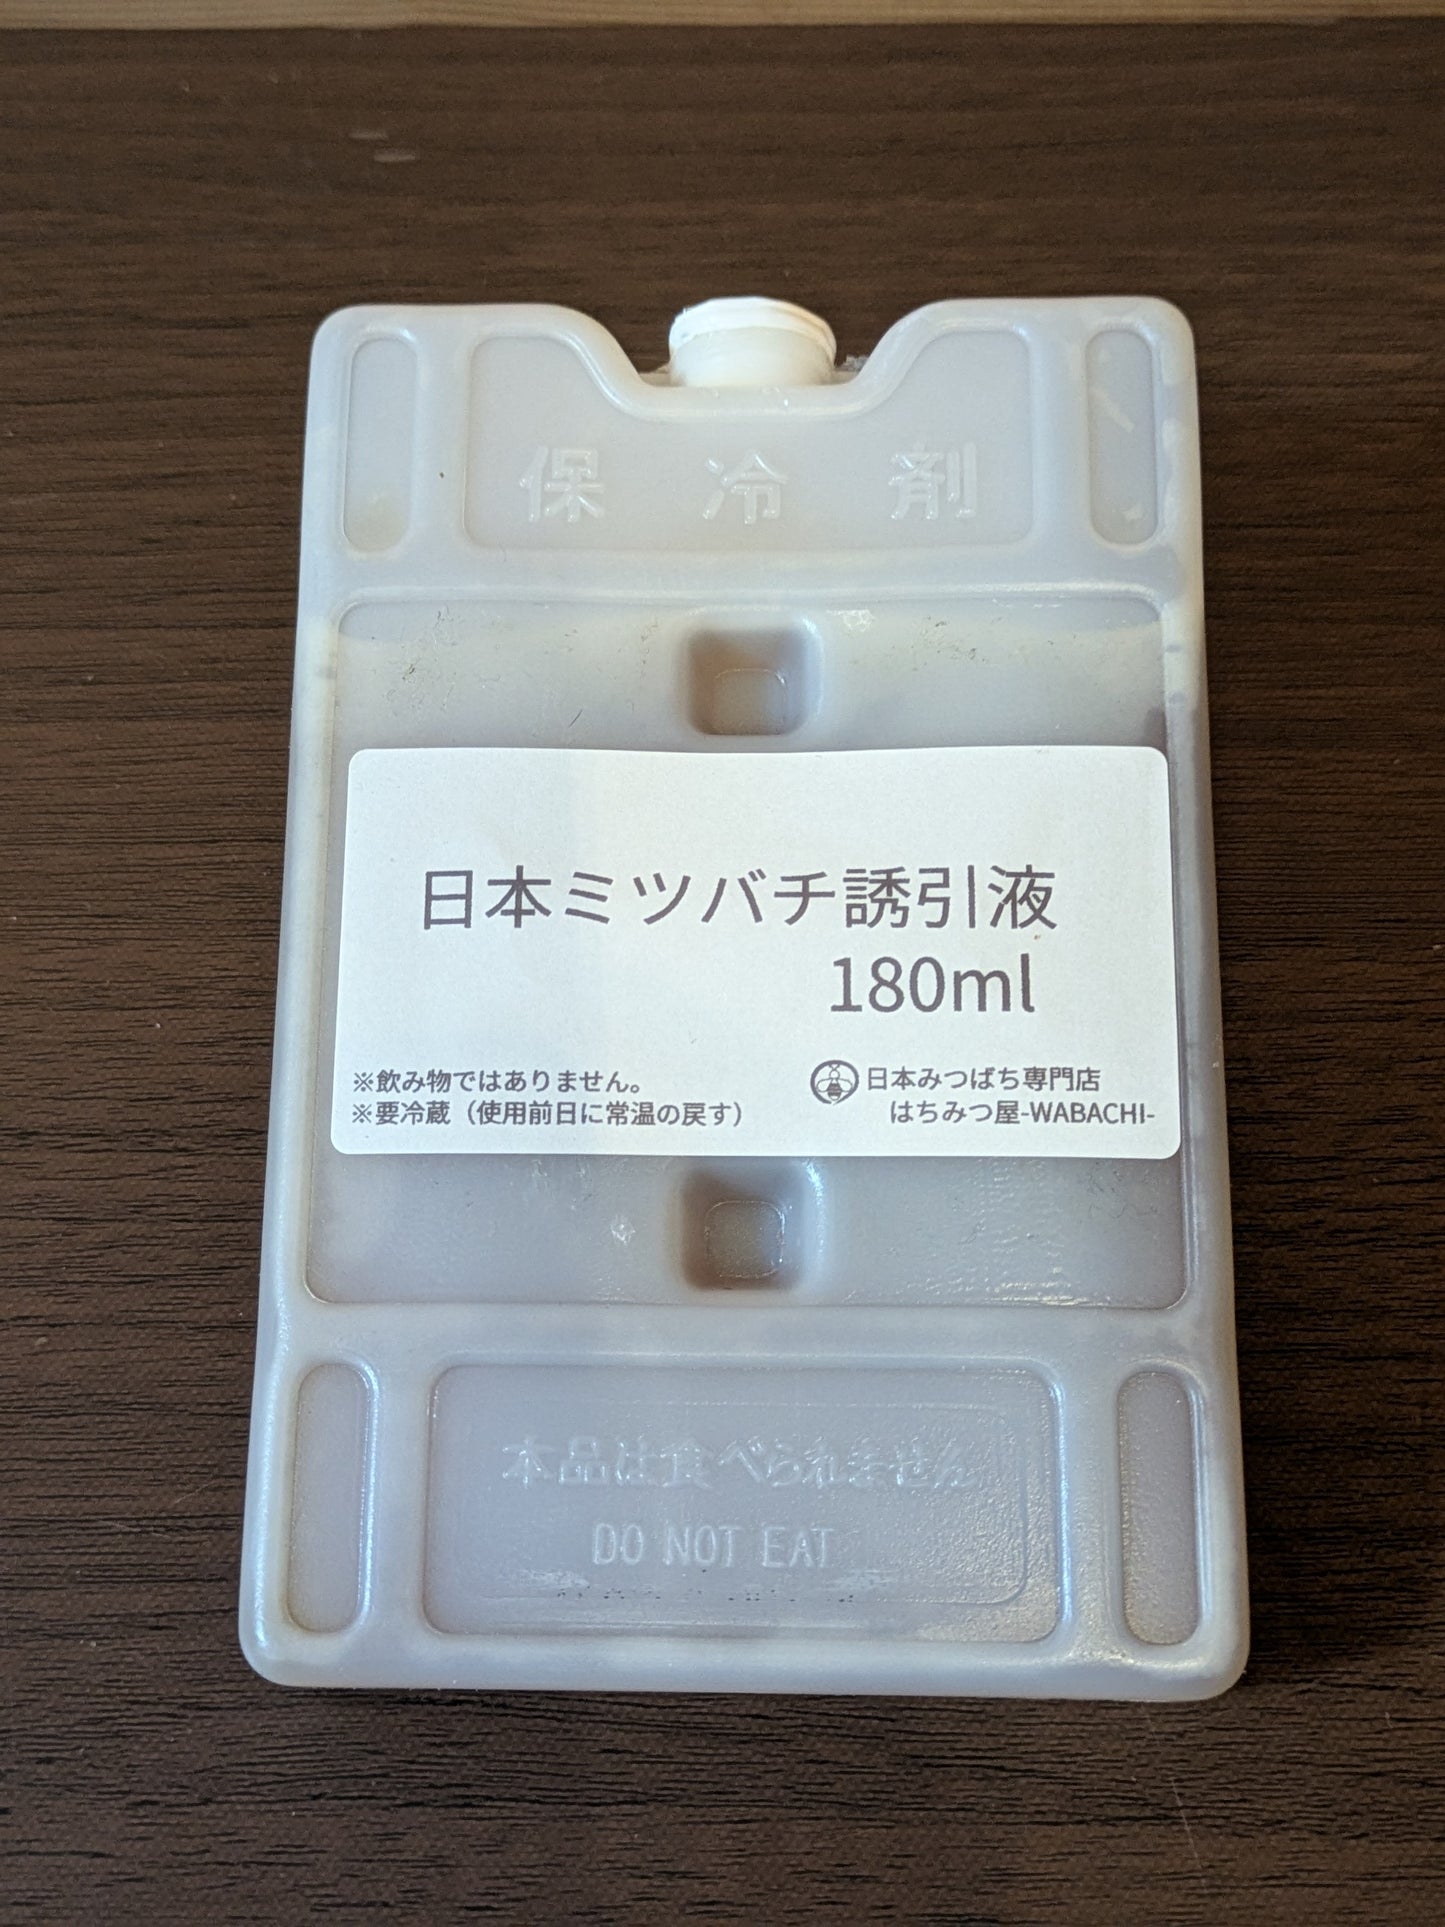 保冷剤
日本ミツバチ誘引液
180ml
※飲み物ではありません。
※要冷蔵（使用前日に常温の戻す）
日本みつばち専門店
はちみつ屋-WABACHI-
本品は食べられません
DO NOT EAT